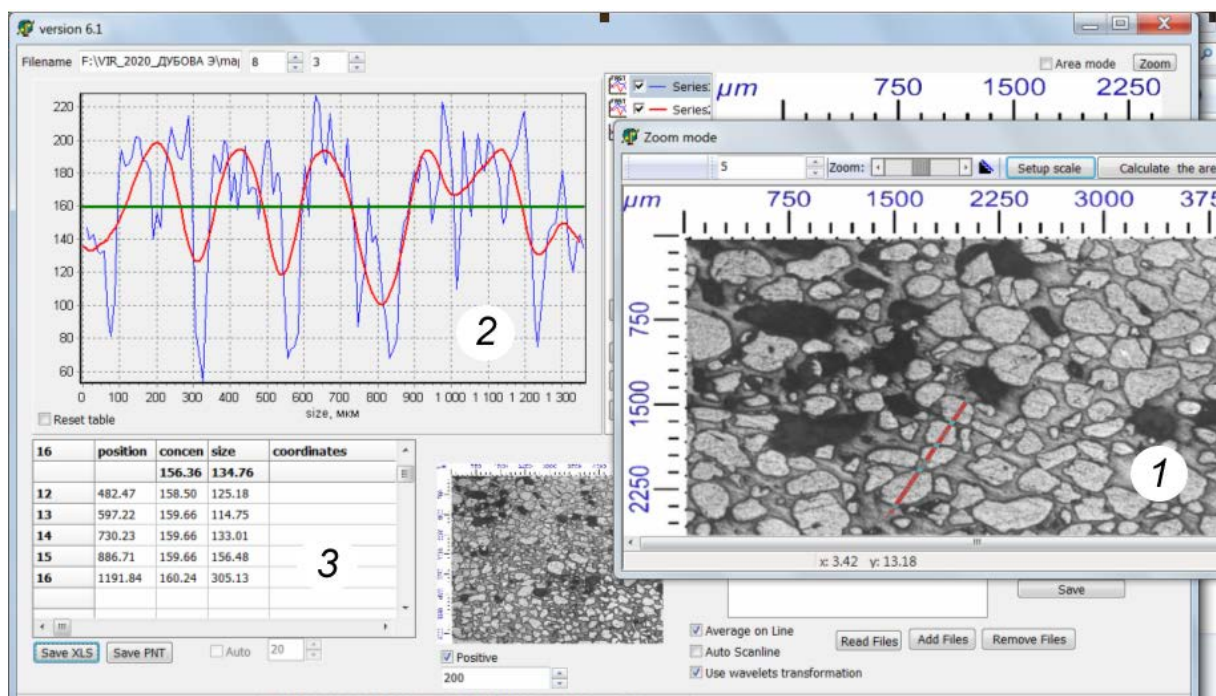 version 6.1
Filename F:\VIR_2020_ДУБОВА Э\ma 8 3
Area mode Zoom
Series
Series
µm 750 1500 2250
220
200
180
160
140
120
100
80
60
0 100 200 300 400 500 600 700 800 900 1 000 1 100 1 200 1 300
size, мкм
2
Reset table
Zoom mode
5 Zoom: Setup scale Calculate the are
µm 750 1500 2250 3000 375
750
1500
2250
1
x: 3.42 y: 13.18
16 position concen size coordinates
156.36 134.76
12 482.47 158.50 125.18
13 597.22 159.66 114.75
14 730.23 159.66 133.01
15 886.71 159.66 156.48
16 1191.84 160.24 305.13
3
Save XLS Save PNT Auto 20
Positive
200
Save
Average on Line
Auto Scanline
Use wavelets transformation
Read Files Add Files Remove Files